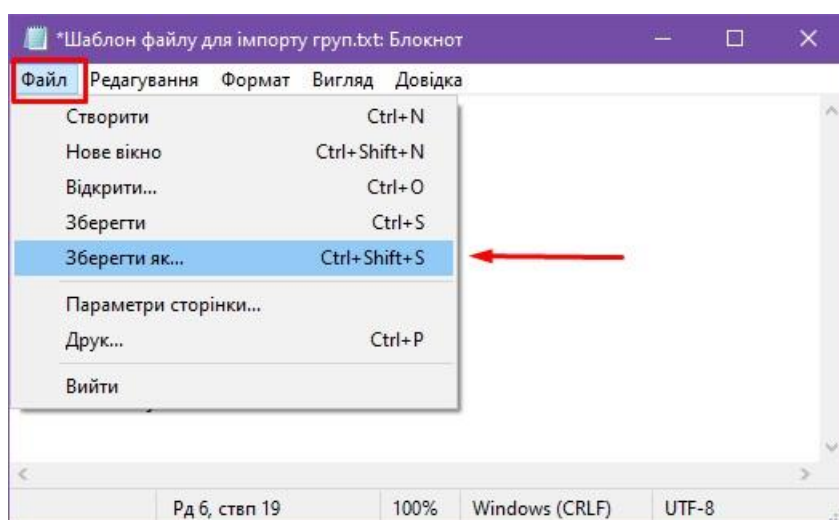 *Шаблон файлу для імпорту груп.txt: Блокнот
Файл Редагування Формат Вигляд Довідка
Створити Ctrl+N
Нове вікно Ctrl+Shift+N
Відкрити... Ctrl+O
Зберегти Ctrl+S
Зберегти як... Ctrl+Shift+S
Параметри сторінки...
Друк... Ctrl+P
Вийти
Рд 6, ствп 19 100% Windows (CRLF) UTF-8